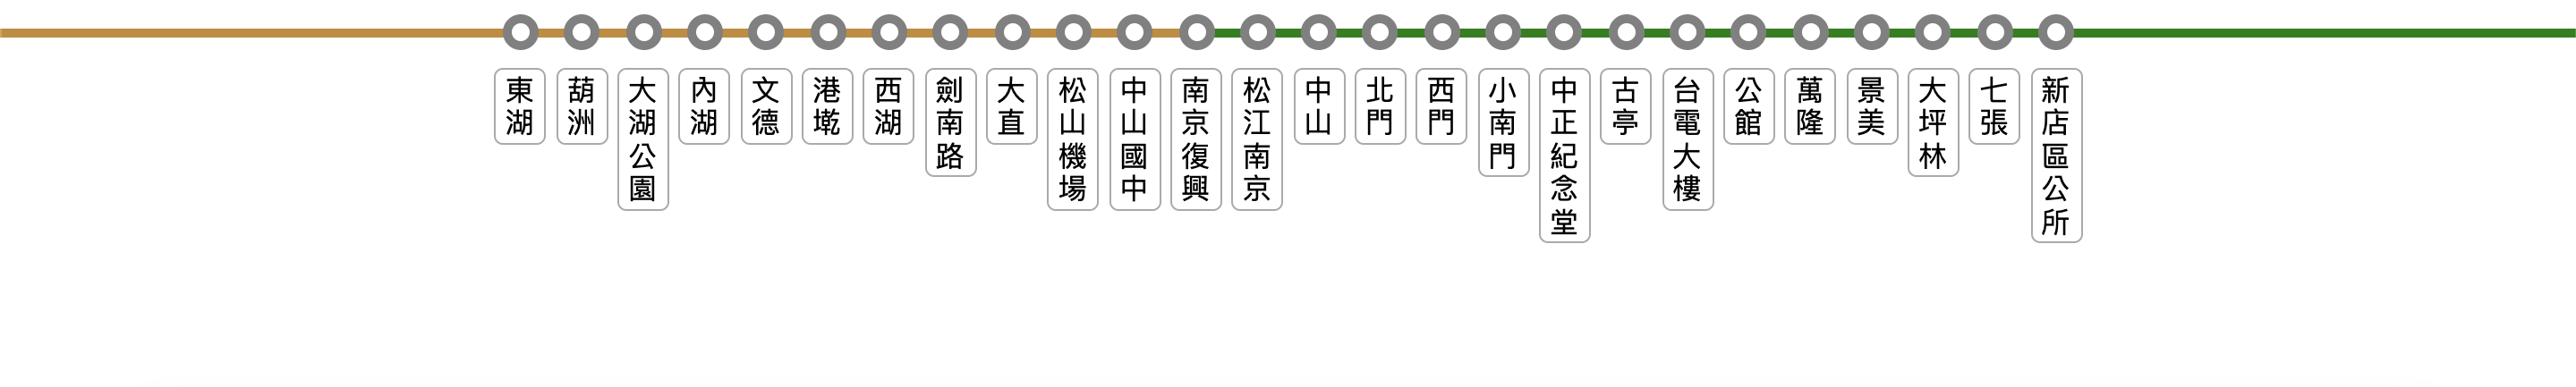 東湖
葫洲
大湖公園
內湖
文德
港墘
西湖
劍南路
大直
松山機場
中山國中
南京復興
松江南京
中山
北門
西門
小南門
中正紀念堂
古亭
台電大樓
公館
萬隆
景美
大坪林
七張
新店區公所